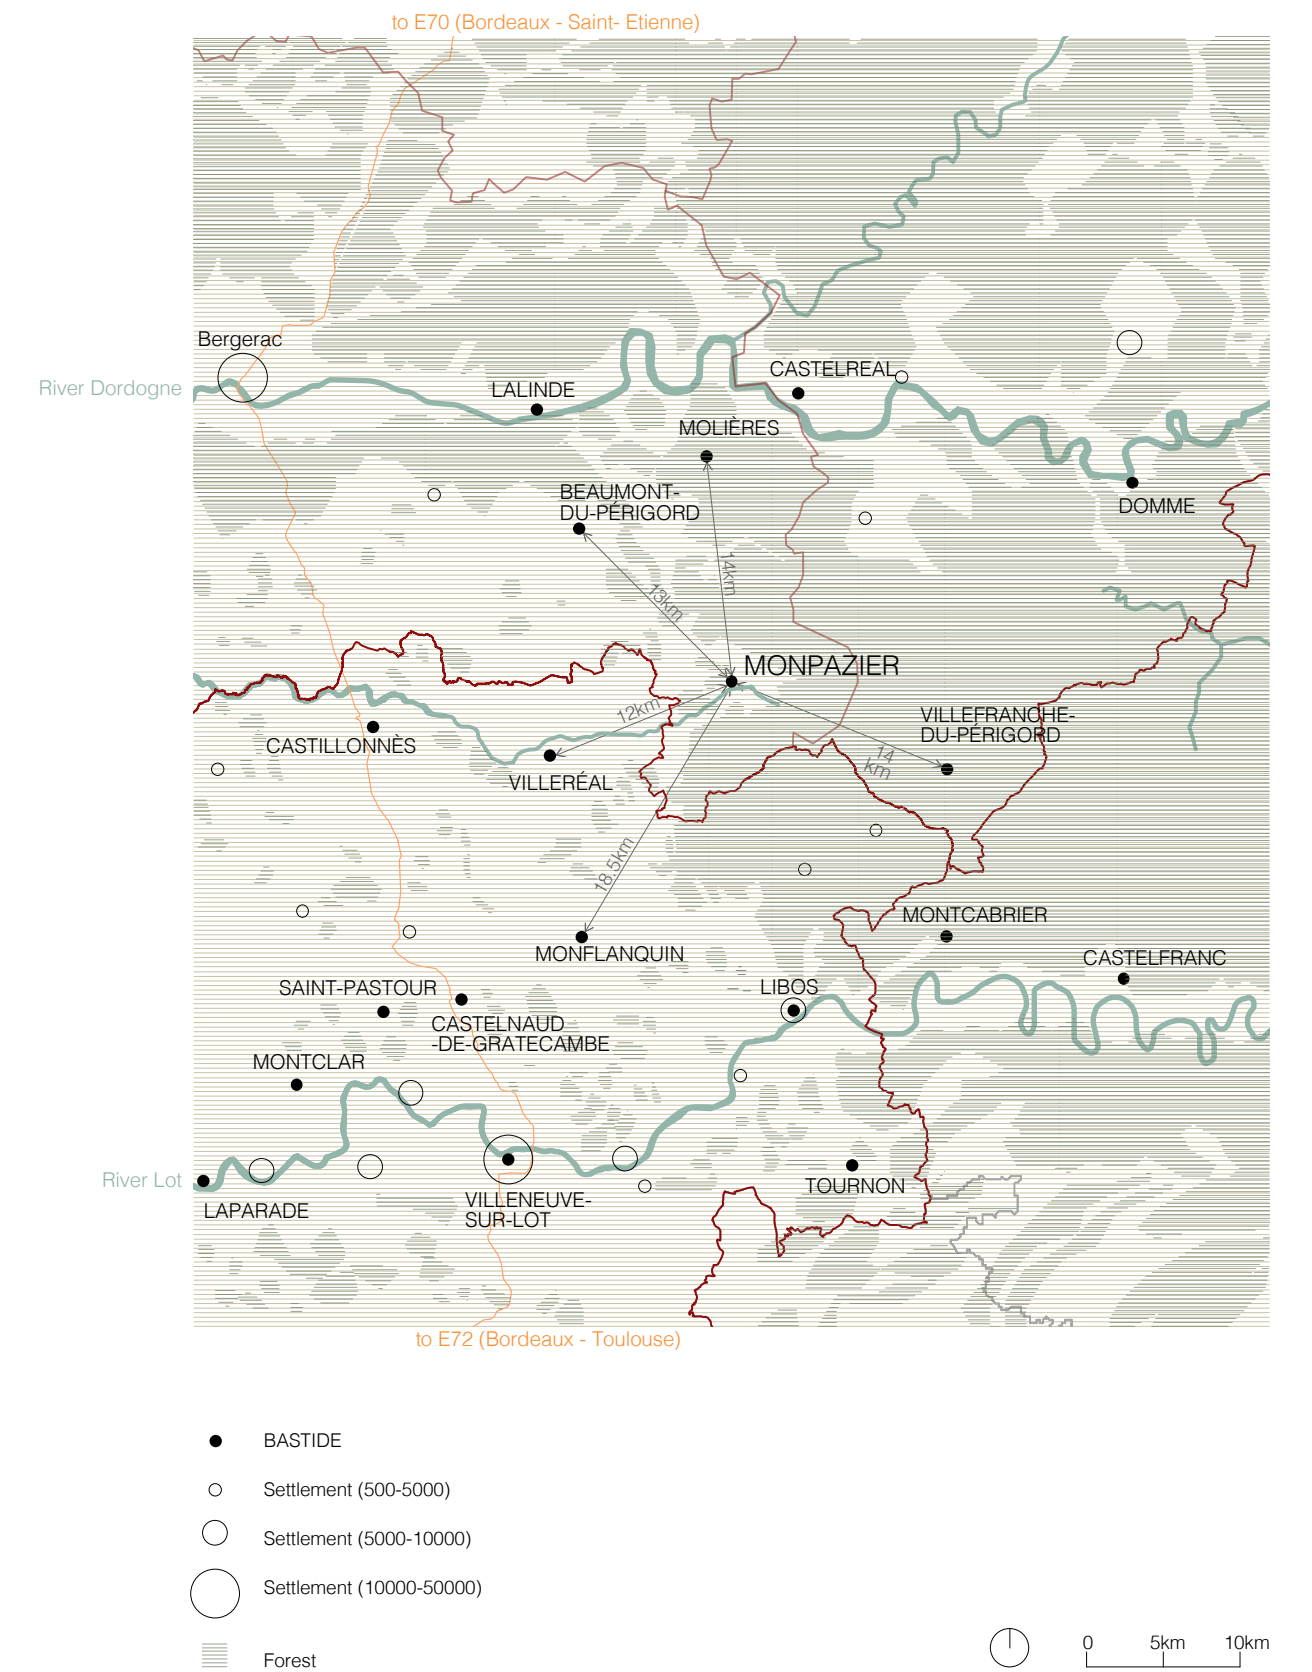 to E70 (Bordeaux - Saint- Etienne)
Bergerac
River Dordogne
LALINDE
CASTELREAL
MOLIÈRES
BEAUMONT-
DU-PÉRIGORD
DOMME
14km
13km
MONPAZIER
12km
VILLEFRANCHE-
DU-PÉRIGORD
CASTILLONNÈS
14
km
VILLERÉAL
18.5km
MONTCABRIER
MONFLANQUIN
CASTELFRANC
SAINT-PASTOUR
LIBOS
CASTELNAUD
-DE-GRATECAMBE
MONTCLAR
River Lot
TOURNON
LAPARADE
VILLENEUVE-
SUR-LOT
to E72 (Bordeaux - Toulouse)
BASTIDE
Settlement (500-5000)
Settlement (5000-10000)
Settlement (10000-50000)
Forest
0 5km 10km